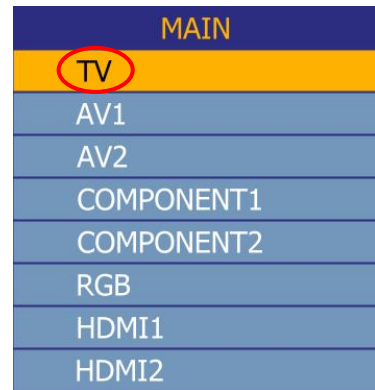 MAIN
TV
AV1
AV2
COMPONENT1
COMPONENT2
RGB
HDMI1
HDMI2